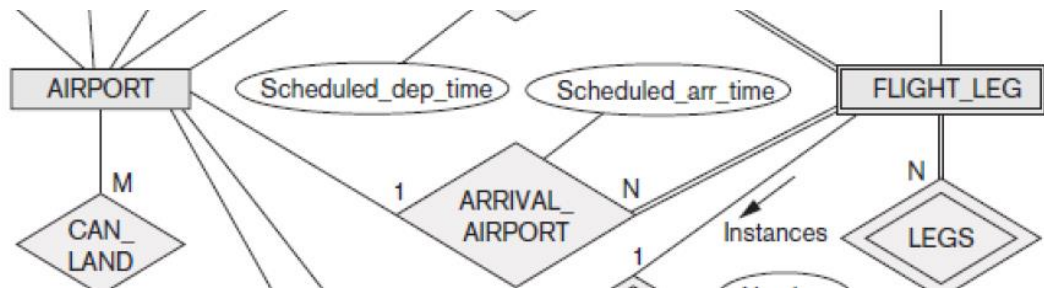 AIRPORT
Scheduled_dep_time
Scheduled_arr_time
FLIGHT_LEG
M
1
N
N
CAN_
LAND
ARRIVAL_
AIRPORT
Instances
LEGS
1